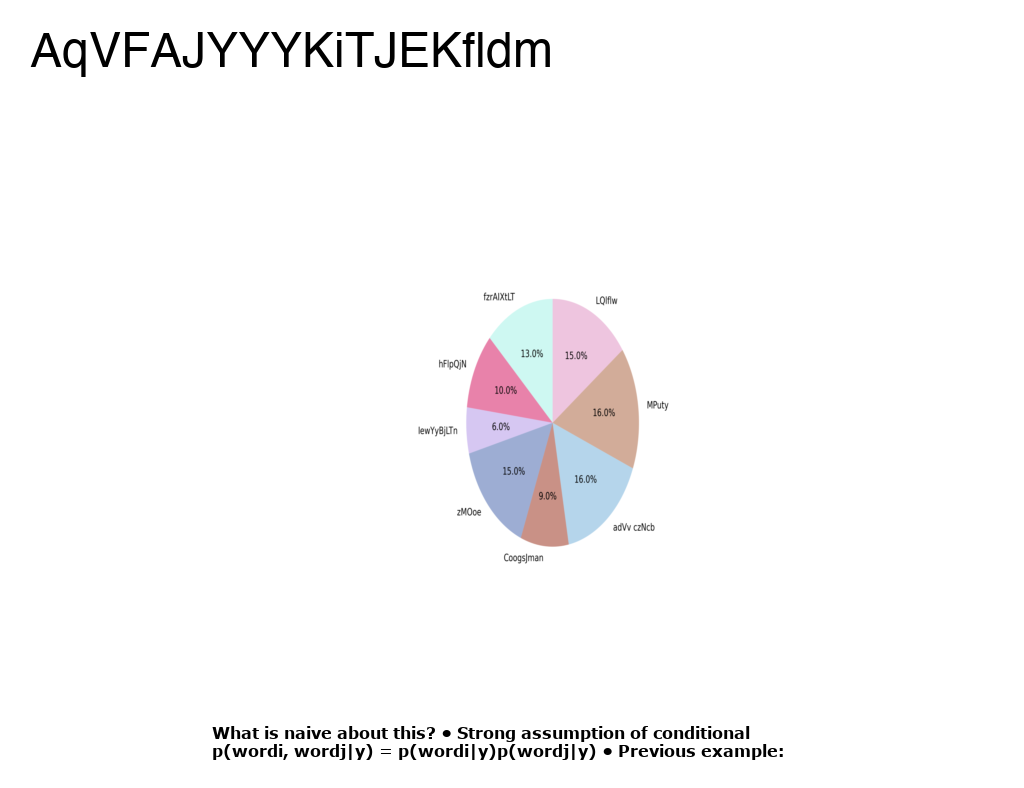 AqVFAJYYYKiTJEKfldm
fzrAIXtLT
LQlflw
13.0%
15.0%
hFlpQjN
10.0%
MPuty
16.0%
IewYyBjLTn
6.0%
15.0%
16.0%
9.0%
zMOoe
adVv czNcb
CoogsJman
What is naive about this? ● Strong assumption of conditional
p(wordi, wordj|y) = p(wordi|y)p(wordj|y) ● Previous example: